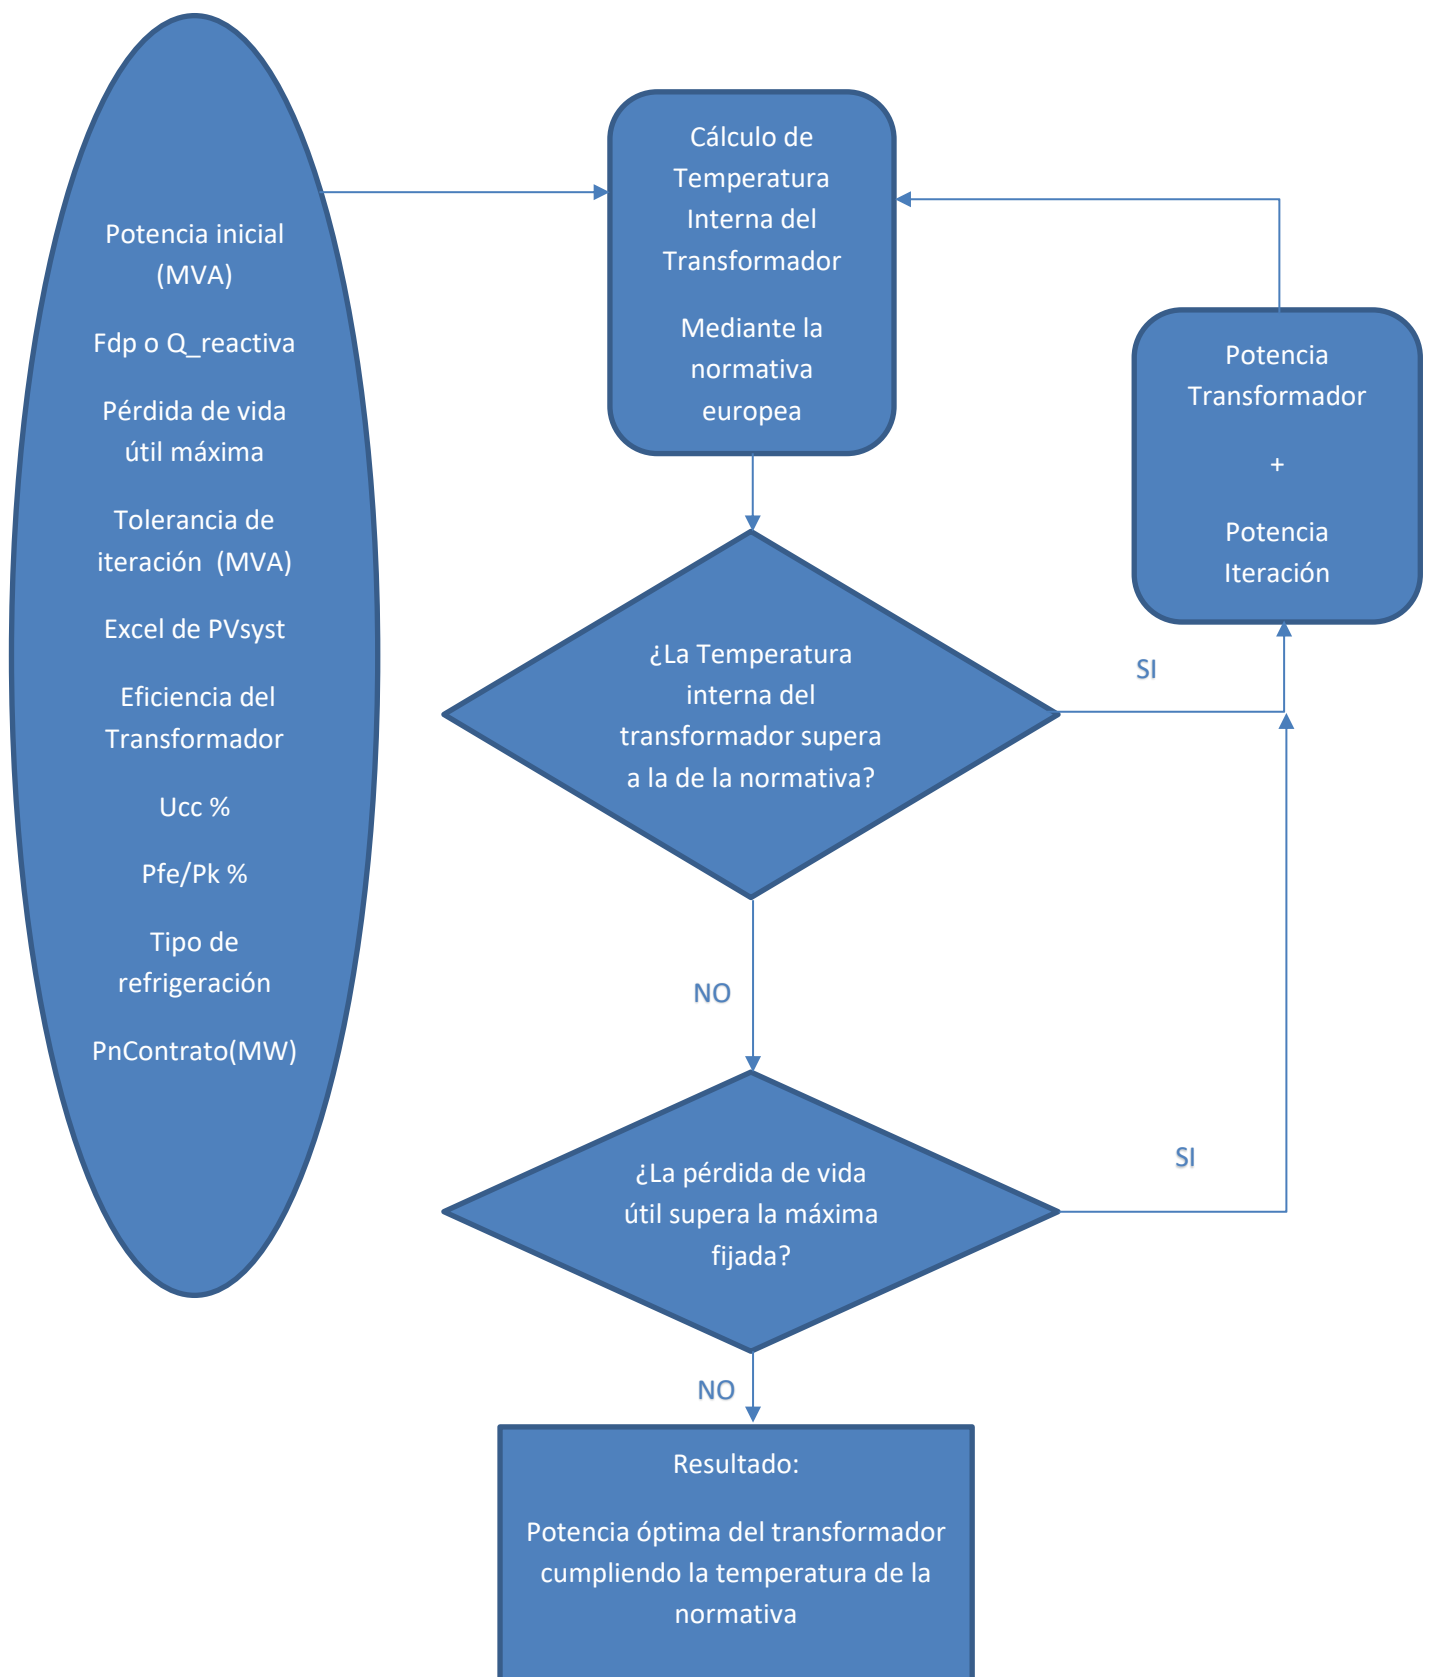 Potencia inicial
(MVA)
Fdp o Q_reactiva
Pérdida de vida
útil máxima
Tolerancia de
iteración  (MVA)
Excel de PVsyst
Eficiencia del
Transformador
Ucc %
Pfe/Pk %
Tipo de
refrigeración
PnContrato(MW)
Cálculo de
Temperatura
Interna del
Transformador
Mediante la
normativa
europea
Potencia
Transformador
+
Potencia
Iteración
¿La Temperatura
interna del
transformador supera
a la de la normativa?
SI
NO
¿La pérdida de vida
útil supera la máxima
fijada?
SI
NO
Resultado:
Potencia óptima del transformador
cumpliendo la temperatura de la
normativa